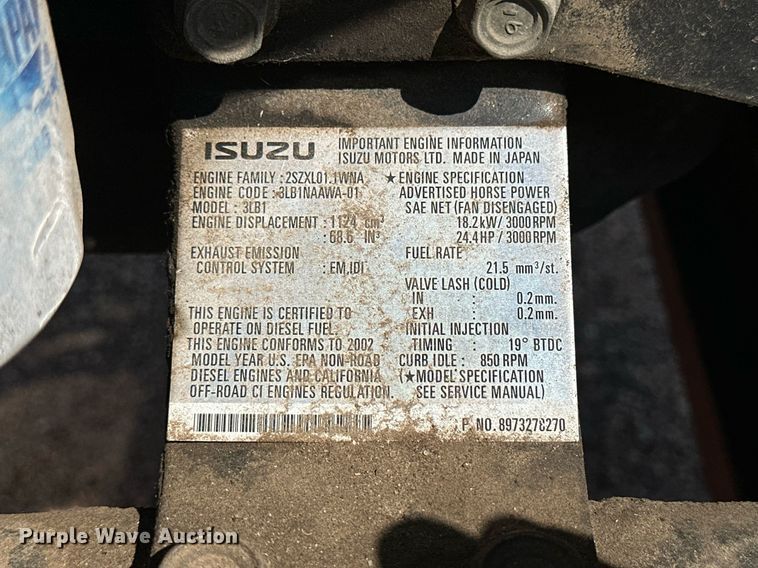 ISUZU
IMPORTANT ENGINE INFORMATION
ISUZU MOTORS LTD. MADE IN JAPAN
ENGINE FAMILY : 2SZXL01.1WNA
ENGINE CODE : 3LB1NAAWA-01
MODEL : 3LB1
ENGINE DISPLACEMENT : 1124 cm³
: 68.6 IN³
EXHAUST EMISSION
CONTROL SYSTEM : EM,IDI
THIS ENGINE IS CERTIFIED TO
OPERATE ON DIESEL FUEL.
THIS ENGINE CONFORMS TO 2002
MODEL YEAR U.S. EPA NON-ROAD
DIESEL ENGINES AND CALIFORNIA
OFF-ROAD CI ENGINES REGULATION.
★ ENGINE SPECIFICATION
ADVERTISED HORSE POWER
SAE NET (FAN DISENGAGED)
18.2kW/3000RPM
24.4HP/3000RPM
FUEL RATE
21.5 mm³/st.
VALVE LASH (COLD)
IN : 0.2mm.
EXH : 0.2mm.
INITIAL INJECTION
TIMING : 19° BTDC
CURB IDLE : 850 RPM
(★MODEL SPECIFICATION
SEE SERVICE MANUAL)
P NO. 8973278270
Purple Wave Auction